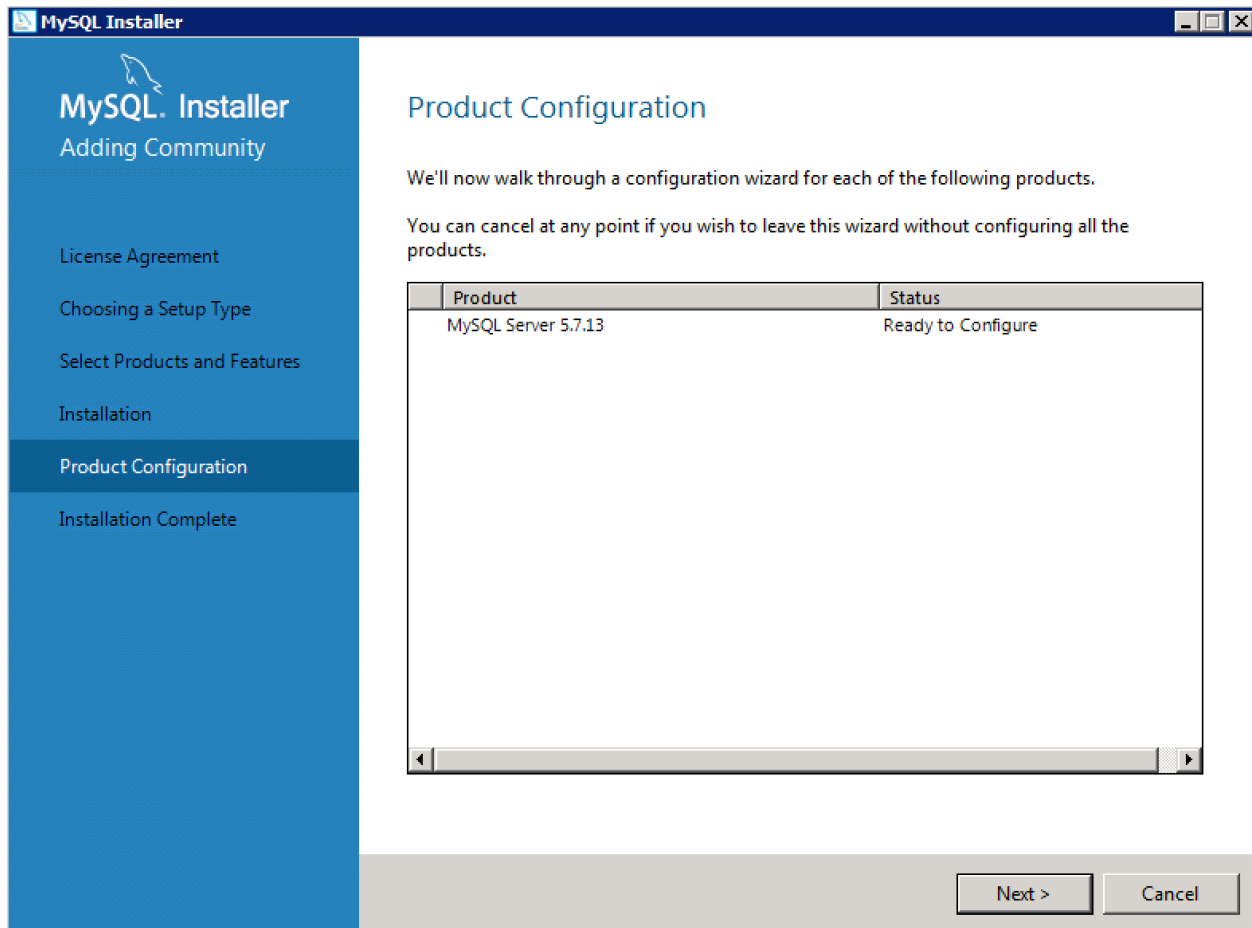 MySQL Installer
MySQL. Installer
Adding Community
License Agreement
Choosing a Setup Type
Select Products and Features
Installation
Product Configuration
Installation Complete
Product Configuration
We'll now walk through a configuration wizard for each of the following products.
You can cancel at any point if you wish to leave this wizard without configuring all the
products.
Product Status
MySQL Server 5.7.13 Ready to Configure
Next > Cancel